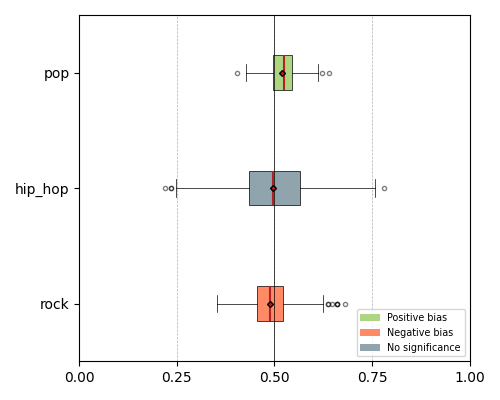 pop
hip_hop
rock
Positive bias
Negative bias
No significance
0.00 0.25 0.50 0.75 1.00